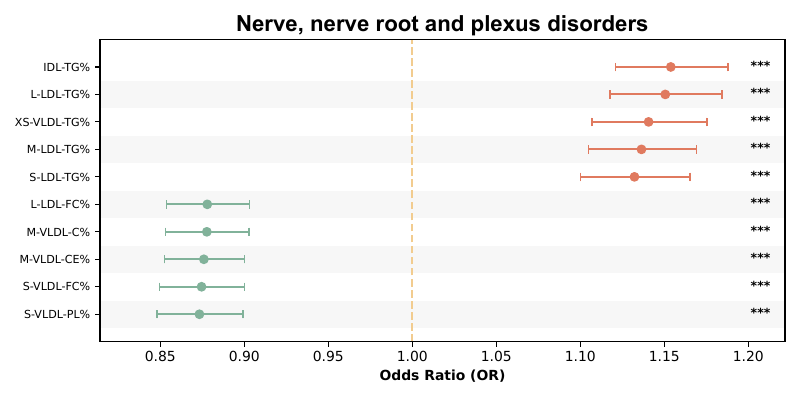 Nerve, nerve root and plexus disorders
IDL-TG% ***
L-LDL-TG% ***
XS-VLDL-TG% ***
M-LDL-TG% ***
S-LDL-TG% ***
L-LDL-FC% ***
M-VLDL-C% ***
M-VLDL-CE% ***
S-VLDL-FC% ***
S-VLDL-PL% ***
0.85 0.90 0.95 1.00 1.05 1.10 1.15 1.20
Odds Ratio (OR)